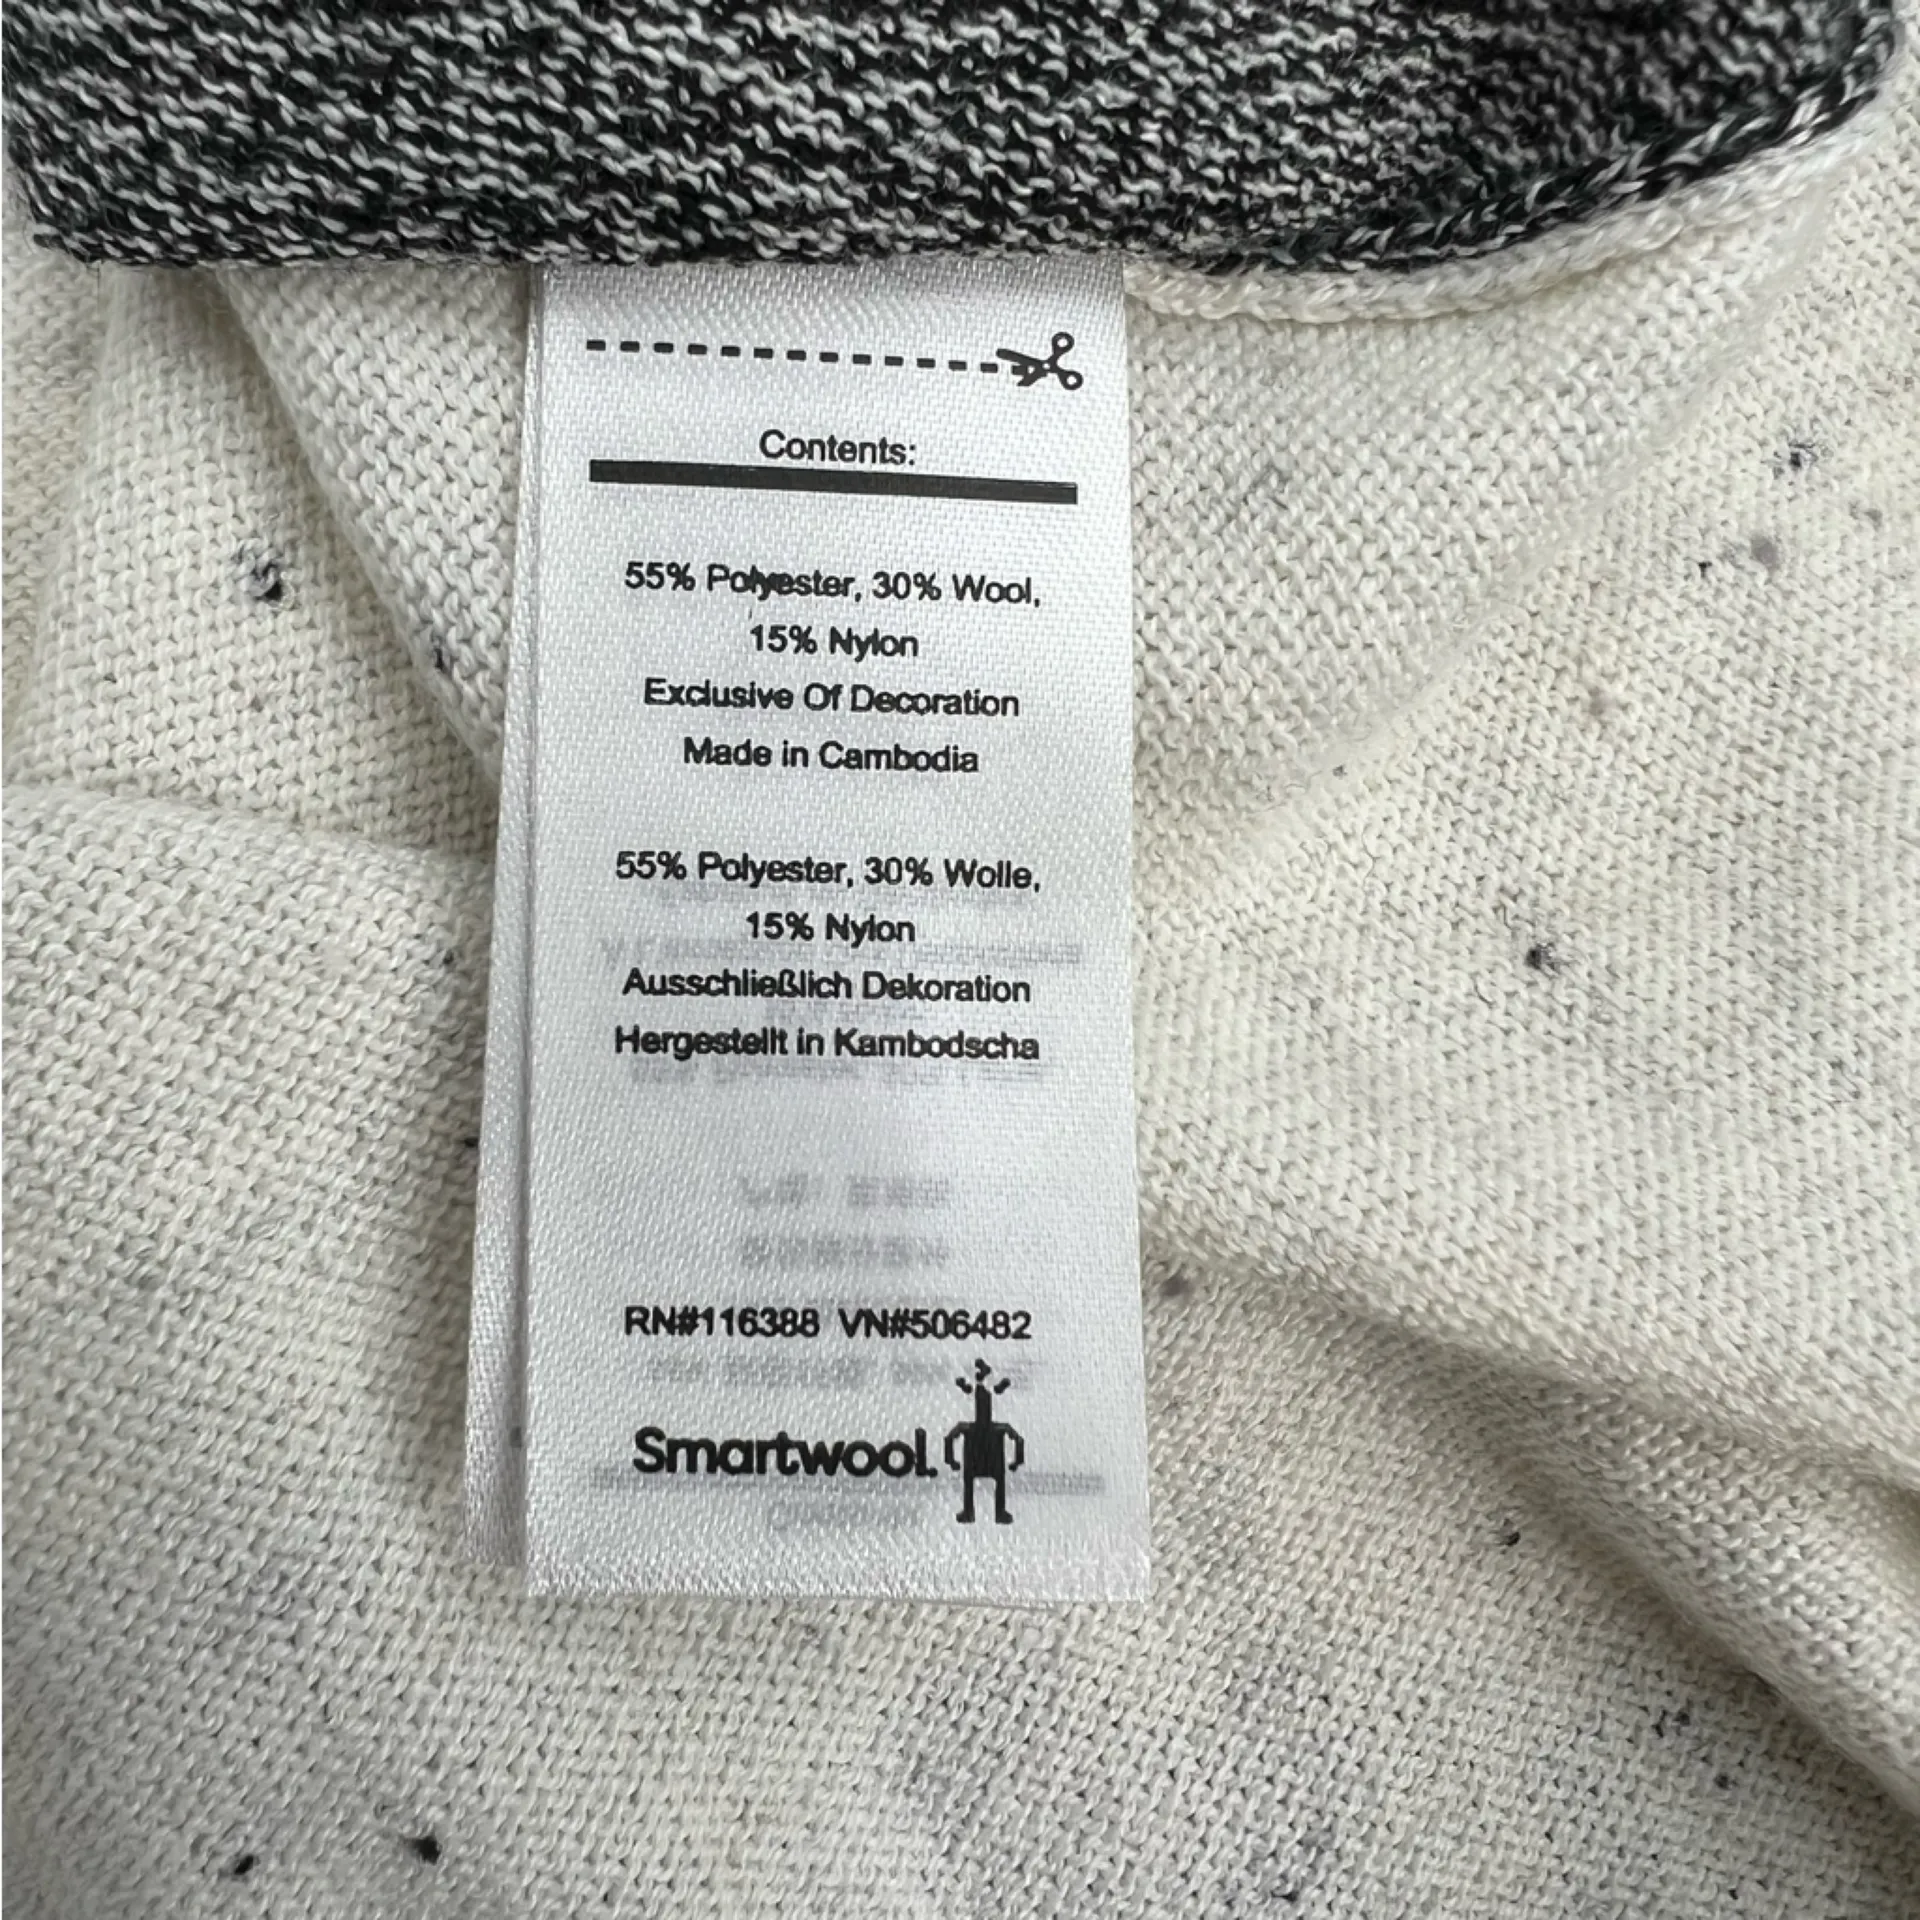 Contents:
55% Polyester, 30% Wool,
15% Nylon
Exclusive Of Decoration
Made in Cambodia
55% Polyester, 30% Wolle,
15% Nylon
Ausschließlich Dekoration
Hergestellt in Kambodscha
RN#116388 VN#506482
Smartwool.